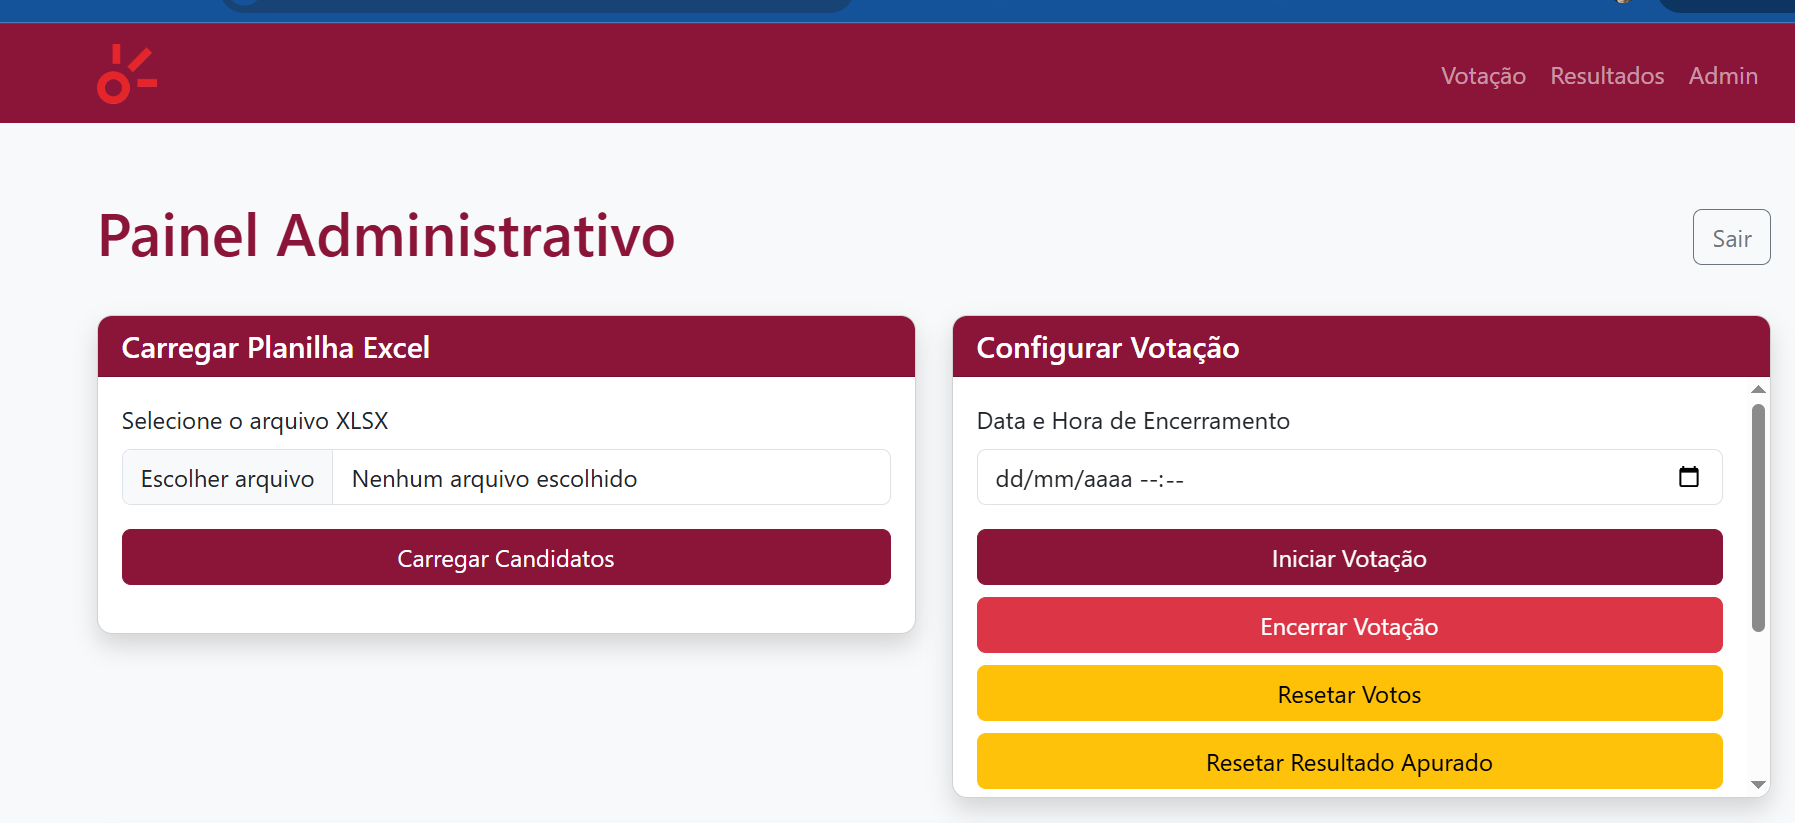 Votação Resultados Admin
Painel Administrativo
Sair
Carregar Planilha Excel
Selecione o arquivo XLSX
Escolher arquivo Nenhum arquivo escolhido
Carregar Candidatos
Configurar Votação
Data e Hora de Encerramento
dd/mm/aaaa --:--
Iniciar Votação
Encerrar Votação
Resetar Votos
Resetar Resultado Apurado